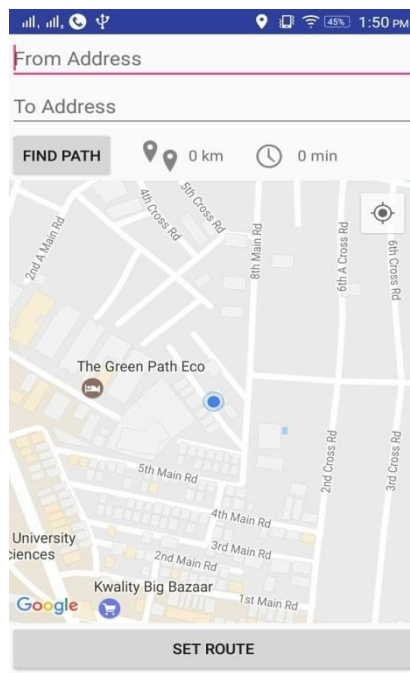 45% 1:50 PM
From Address
To Address
FIND PATH 0 km 0 min
5th Cross Rd
4th Cross Rd
2nd A Main Rd
8th Main Rd
6th A Cross Rd
6th Cross Rd
The Green Path Eco
5th Main Rd
2nd Cross Rd
3rd Cross Rd
4th Main Rd
University
ciences
3rd Main Rd
2nd Main Rd
Kwality Big Bazaar
1st Main Rd
Google
SET ROUTE